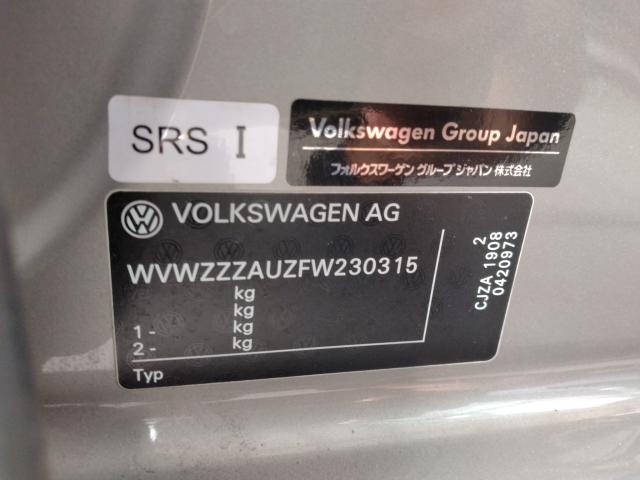 SRS I
Volkswagen Group Japan
フォルクスワーゲン グループ ジャパン 株式会社
VOLKSWAGEN AG
WVWZZZAUZFW230315
kg
kg
1 - kg
2 - kg
Typ
2
CJZA 1908
0420973